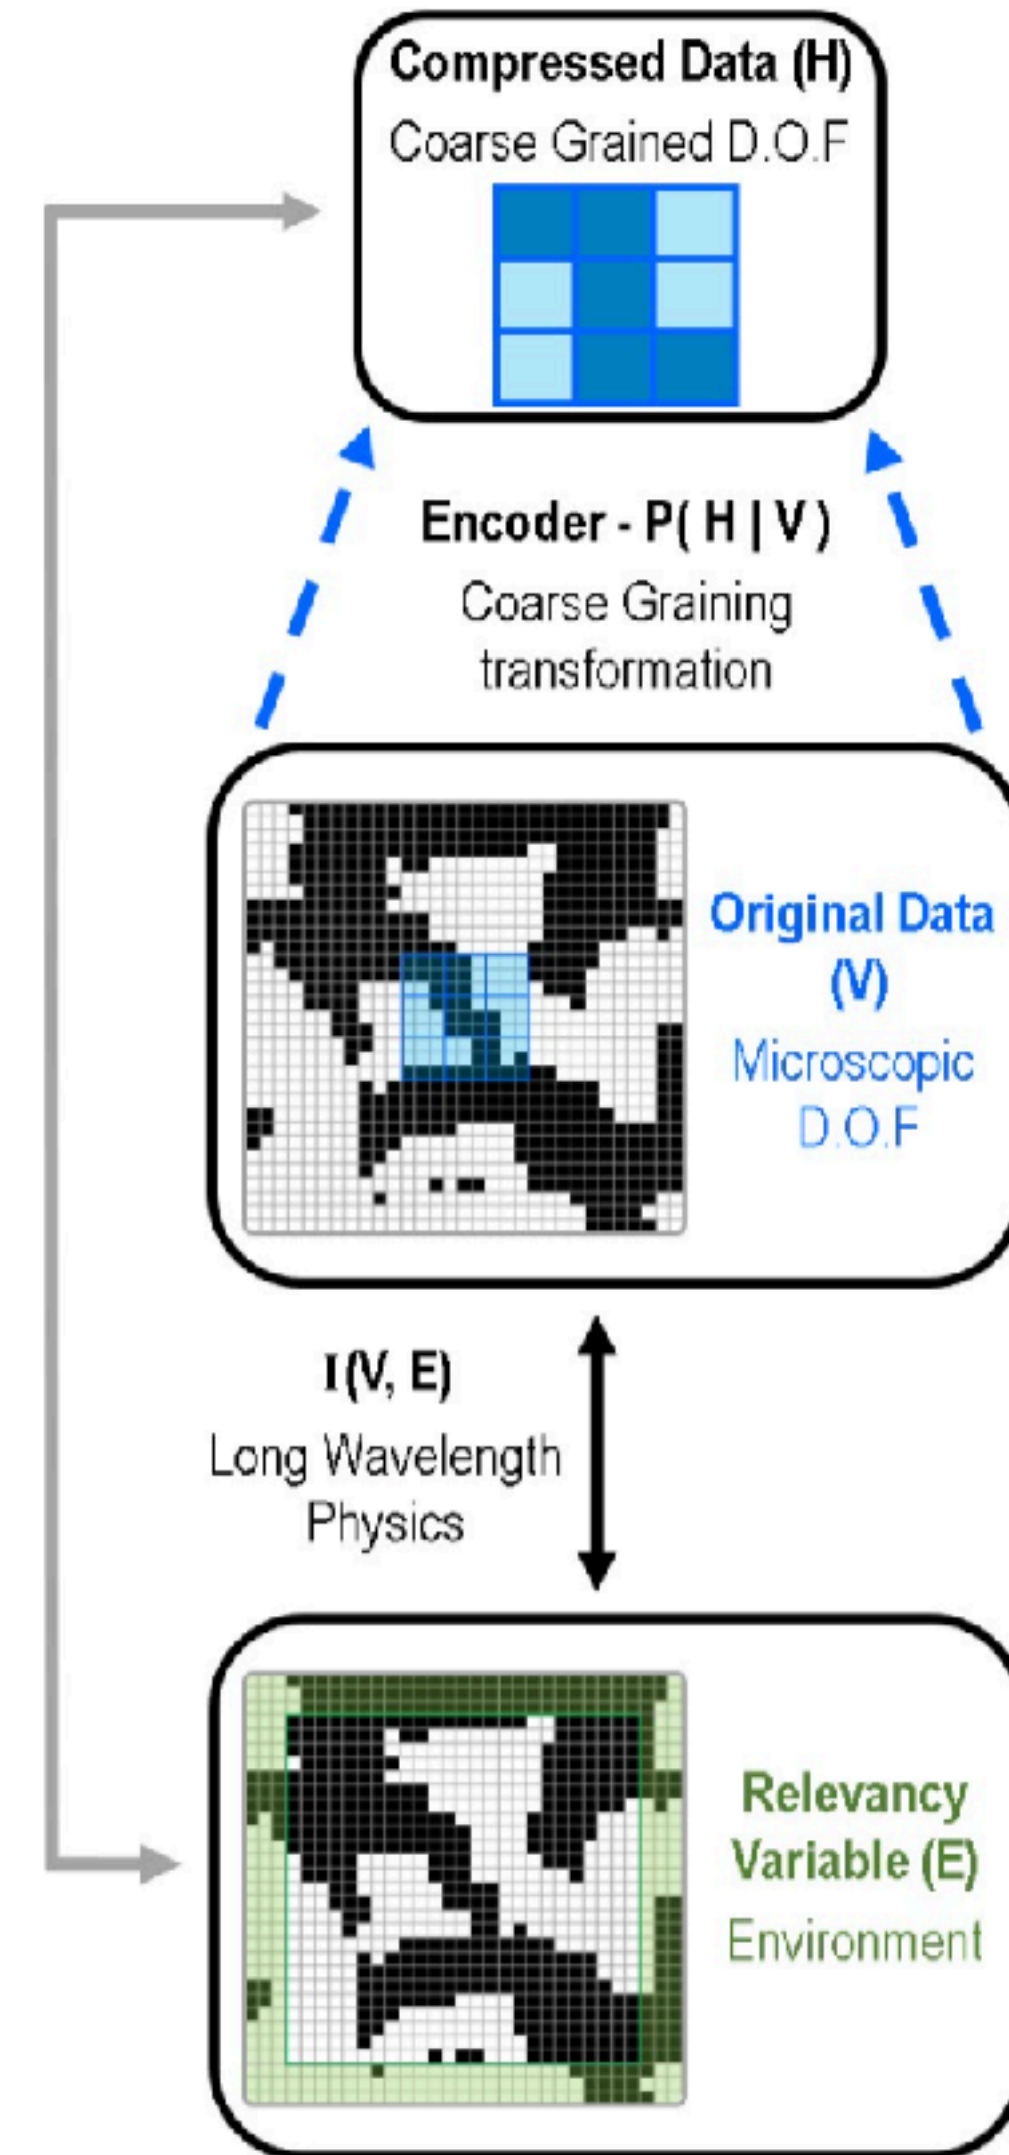 Compressed Data (H)
Coarse Grained D.O.F
Encoder - P( H | V )
Coarse Graining
transformation
Original Data
(V)
Microscopic
D.O.F
I(V, E)
Long Wavelength
Physics
Relevancy
Variable (E)
Environment